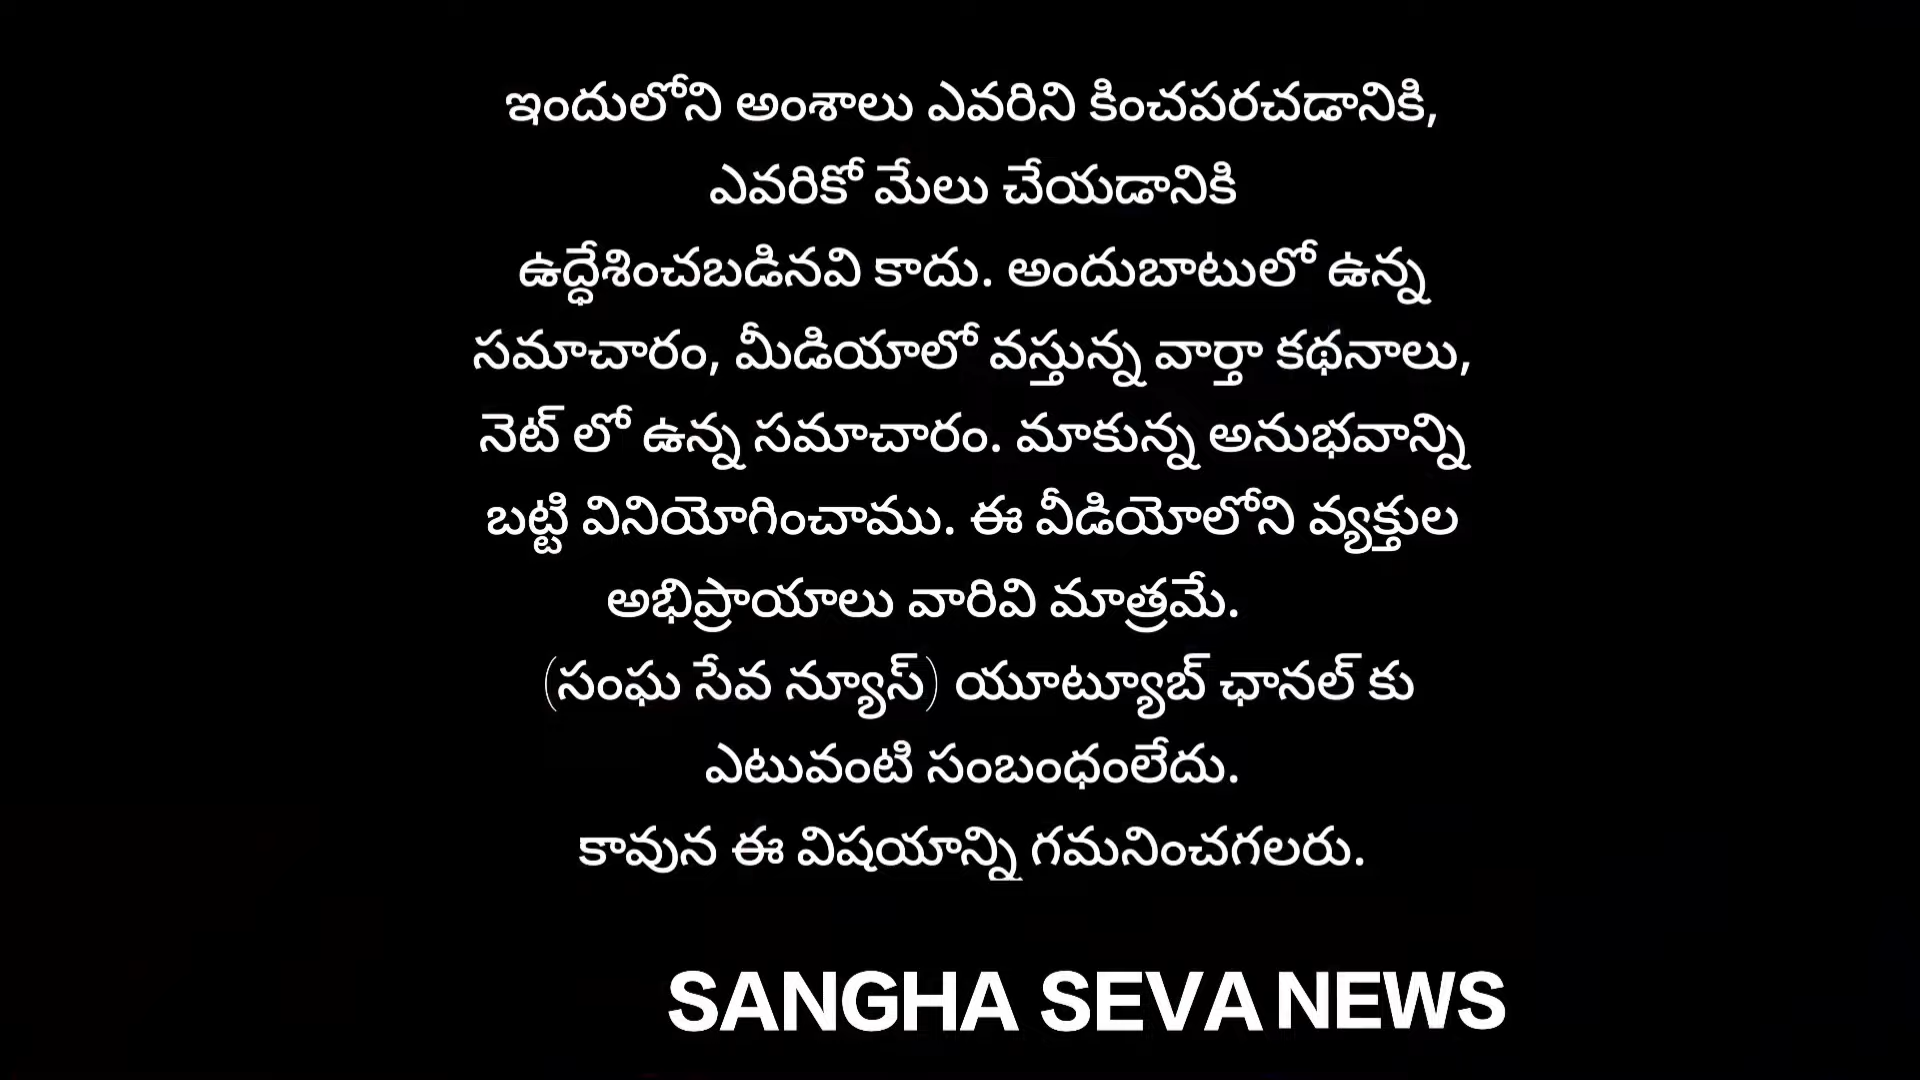 ఇందులోని అంశాలు ఎవరిని కించపరచడానికి,
ఎవరికో మేలు చేయడానికి
ఉద్ధేశించబడినవి కాదు. అందుబాటులో ఉన్న
సమాచారం, మీడియాలో వస్తున్న వార్తా కథనాలు,
నెట్ లో ఉన్న సమాచారం. మాకున్న అనుభవాన్ని
బట్టి వినియోగించాము. ఈ వీడియోలోని వ్యక్తుల
అభిప్రాయాలు వారివి మాత్రమే.
(సంఘ సేవ న్యూస్) యూట్యూబ్ ఛానల్ కు
ఎటువంటి సంబంధంలేదు.
కావున ఈ విషయాన్ని గమనించగలరు.
SANGHA SEVA NEWS